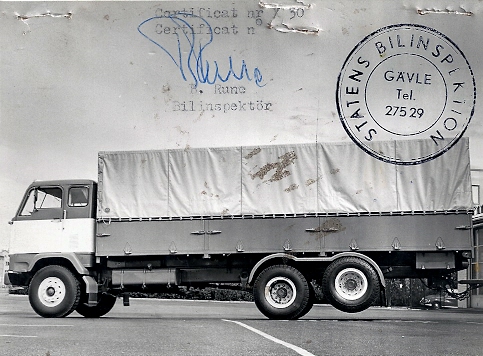 Certificat nr / 50
Certificat n°
B. Rune
Bilinspektör
STATENS BILINSPEKTION
GÄVLE
Tel.
275 29